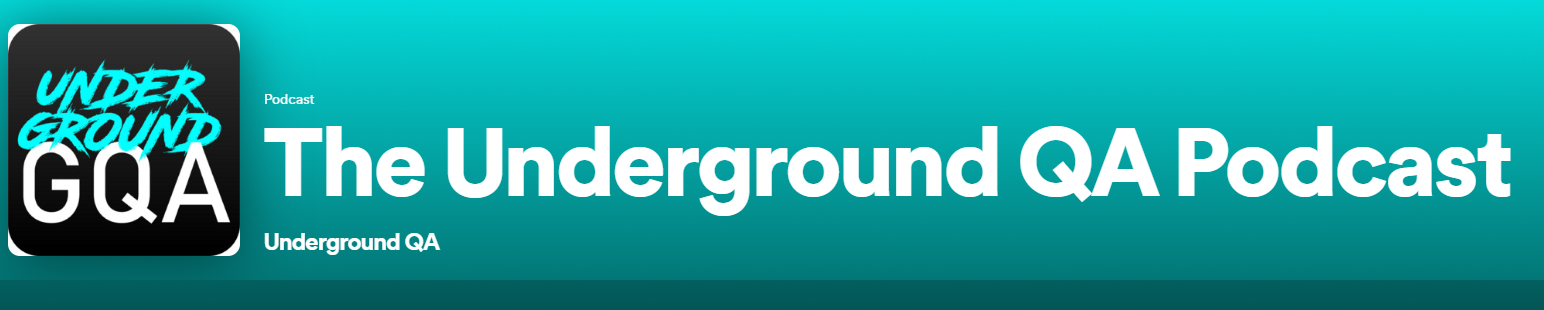 UNDER
GROUND
GQA
Podcast
The Underground QA Podcast
Underground QA